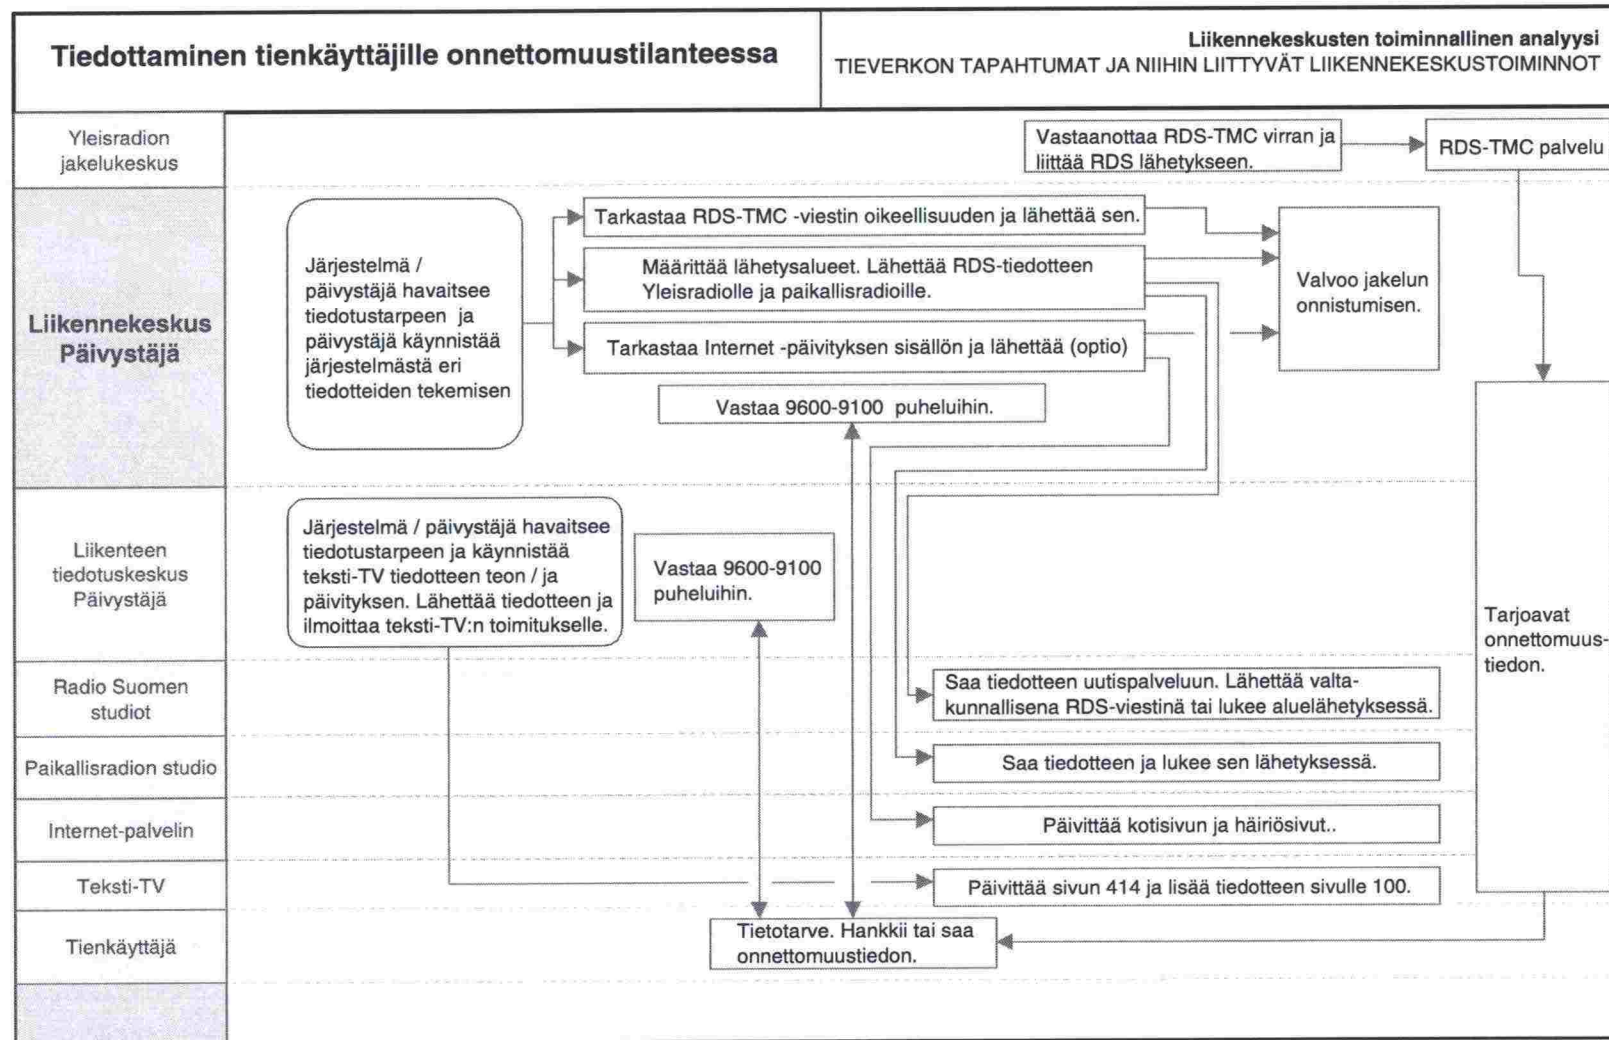 Tiedottaminen tienkäyttäjille onnettomuustilanteessa
Liikennekeskusten toiminnallinen analyysi
TIEVERKON TAPAHTUMAT JA NIIHIN LIITTYVÄT LIIKENNEKESKUSTOIMINNOT
Yleisradion
jakelukeskus
Vastaanottaa RDS-TMC virran ja
liittää RDS lähetykseen.
RDS-TMC palvelu
Liikennekeskus
Päivystäjä
Järjestelmä /
päivystäjä havaitsee
tiedotustarpeen ja
päivystäjä käynnistää
järjestelmästä eri
tiedotteiden tekemisen
Tarkastaa RDS-TMC -viestin oikeellisuuden ja lähettää sen.
Määrittää lähetysalueet. Lähettää RDS-tiedotteen
Yleisradiolle ja paikallisradioille.
Tarkastaa Internet -päivityksen sisällön ja lähettää (optio)
Vastaa 9600-9100 puheluihin.
Valvoo jakelun
onnistumisen.
Liikenteen
tiedotuskeskus
Päivystäjä
Järjestelmä / päivystäjä havaitsee
tiedotustarpeen ja käynnistää
teksti-TV tiedotteen teon / ja
päivityksen. Lähettää tiedotteen ja
ilmoittaa teksti-TV:n toimitukselle.
Vastaa 9600-9100
puheluihin.
Tarjoavat
onnettomuus-
tiedon.
Radio Suomen
studiot
Saa tiedotteen uutispalveluun. Lähettää valta-
kunnallisena RDS-viestinä tai lukee aluelähetyksessä.
Paikallisradion studio
Saa tiedotteen ja lukee sen lähetyksessä.
Internet-palvelin
Päivittää kotisivun ja häiriösivut..
Teksti-TV
Päivittää sivun 414 ja lisää tiedotteen sivulle 100.
Tienkäyttäjä
Tietotarve. Hankkii tai saa
onnettomuustiedon.